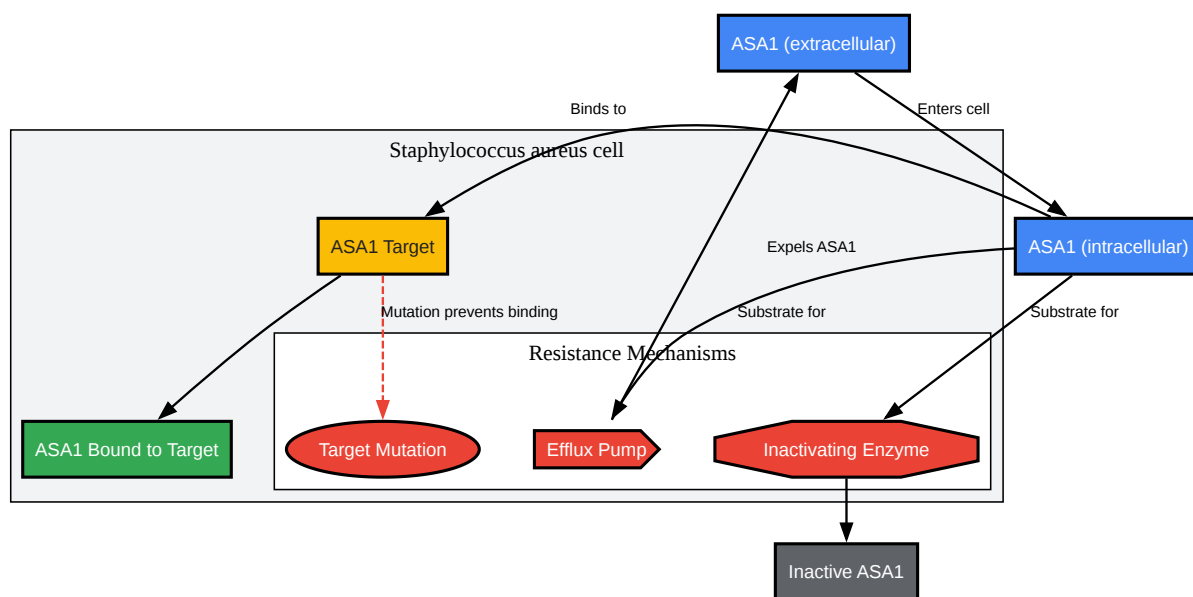 ASA1 (extracellular)
Binds to
Enters cell
Staphylococcus aureus cell
ASA1 Target
Expels ASA1
ASA1 (intracellular)
Mutation prevents binding
Substrate for
Substrate for
Resistance Mechanisms
ASA1 Bound to Target
Target Mutation
Efflux Pump
Inactivating Enzyme
Inactive ASA1